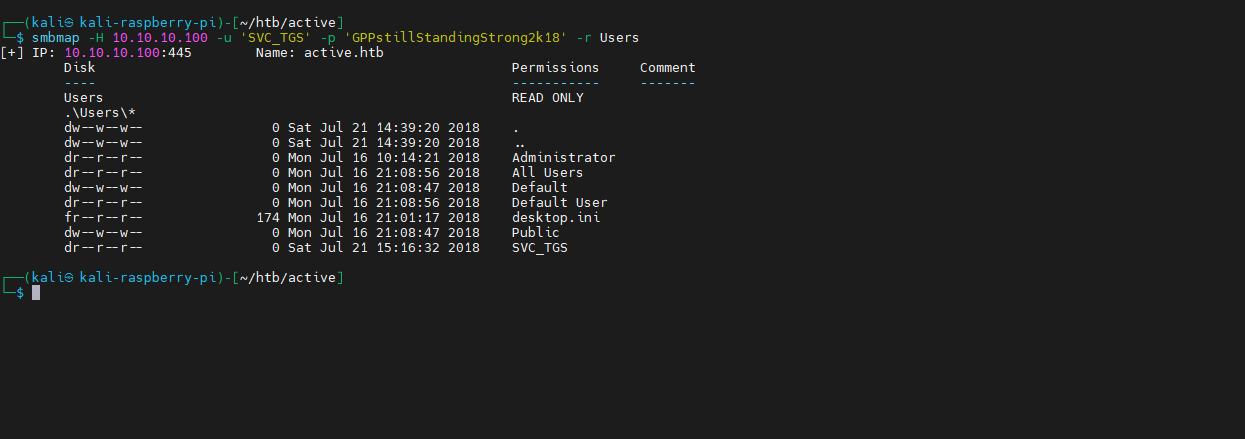 ┌──(kali㉿kali-raspberry-pi)-[~/htb/active]
└─$ smbmap -H 10.10.10.100 -u 'SVC_TGS' -p 'GPPstillStandingStrong2k18' -r Users
[+] IP: 10.10.10.100:445        Name: active.htb
        Disk                                                    Permissions     Comment
        ----                                                    -----------     -------
        Users                                                   READ ONLY
        .\Users\*
        dw--w--w--                0 Sat Jul 21 14:39:20 2018    .
        dw--w--w--                0 Sat Jul 21 14:39:20 2018    ..
        dr--r--r--                0 Mon Jul 16 10:14:21 2018    Administrator
        dr--r--r--                0 Mon Jul 16 21:08:56 2018    All Users
        dw--w--w--                0 Mon Jul 16 21:08:47 2018    Default
        dr--r--r--                0 Mon Jul 16 21:08:56 2018    Default User
        fr--r--r--              174 Mon Jul 16 21:01:17 2018    desktop.ini
        dw--w--w--                0 Mon Jul 16 21:08:47 2018    Public
        dr--r--r--                0 Sat Jul 21 15:16:32 2018    SVC_TGS
┌──(kali㉿kali-raspberry-pi)-[~/htb/active]
└─$